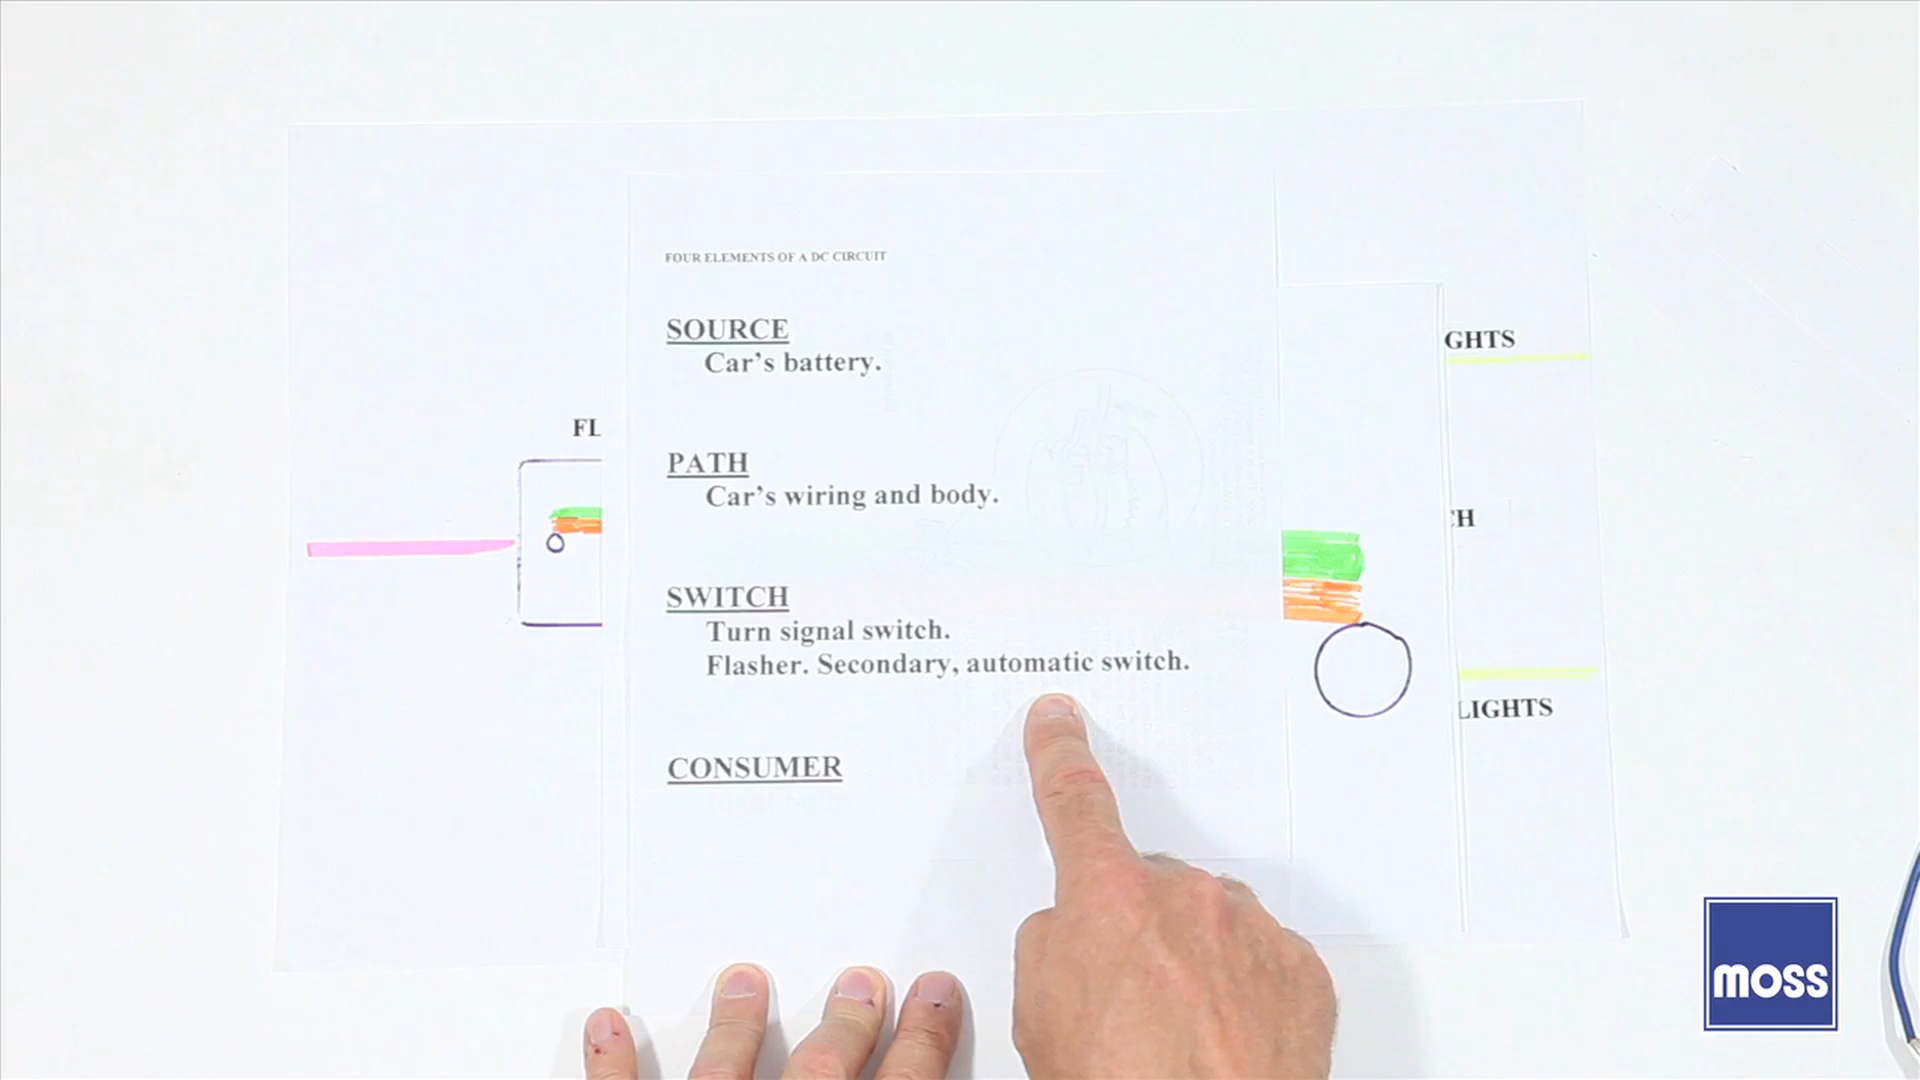 FOUR ELEMENTS OF A DC CIRCUIT
SOURCE
Car's battery.
PATH
Car's wiring and body.
SWITCH
Turn signal switch.
Flasher. Secondary, automatic switch.
CONSUMER
FL
GHTS
CH
LIGHTS
moss